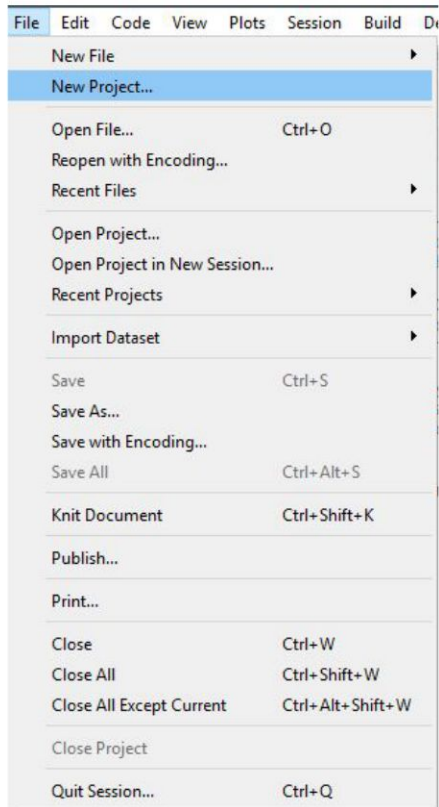 File Edit Code View Plots Session Build
New File
New Project...
Open File... Ctrl+O
Reopen with Encoding...
Recent Files
Open Project...
Open Project in New Session...
Recent Projects
Import Dataset
Save Ctrl+S
Save As...
Save with Encoding...
Save All Ctrl+Alt+S
Knit Document Ctrl+Shift+K
Publish...
Print...
Close Ctrl+W
Close All Ctrl+Shift+W
Close All Except Current Ctrl+Alt+Shift+W
Close Project
Quit Session... Ctrl+Q